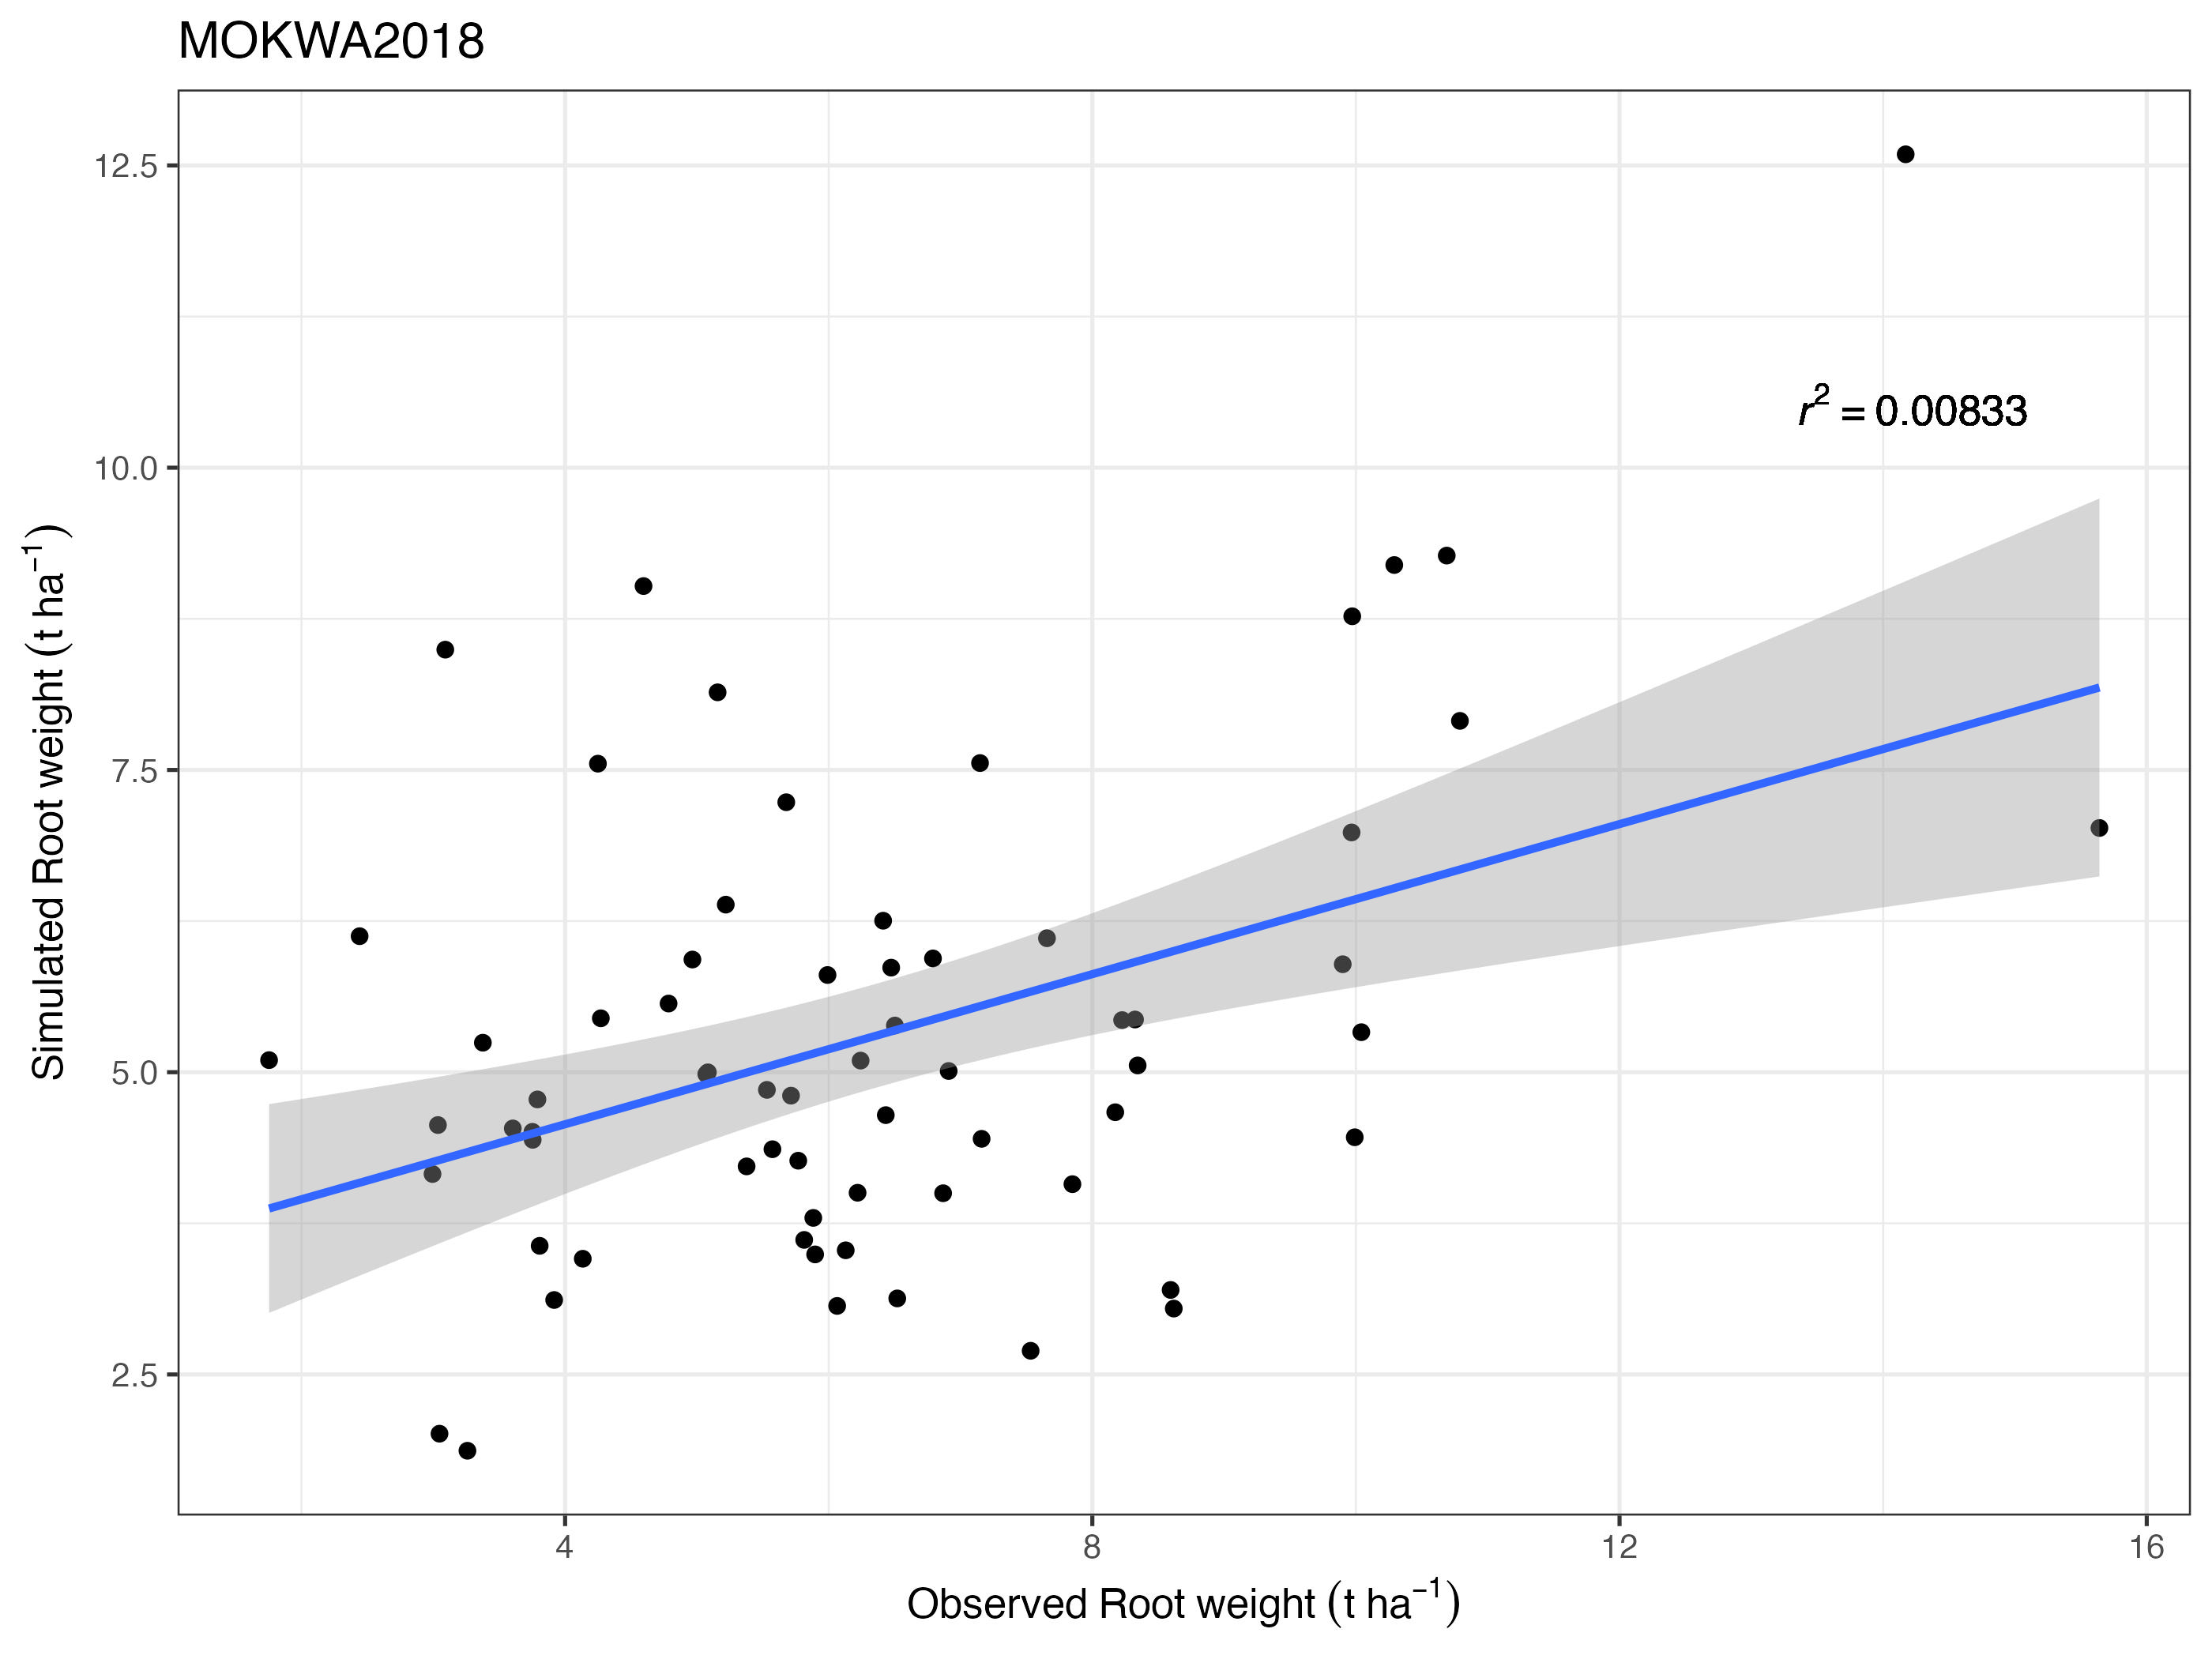 MOKWA2018
12.5
10.0
7.5
5.0
2.5
r² = 0.00833
Simulated Root weight (t ha⁻¹)
4 8 12 16
Observed Root weight (t ha⁻¹)